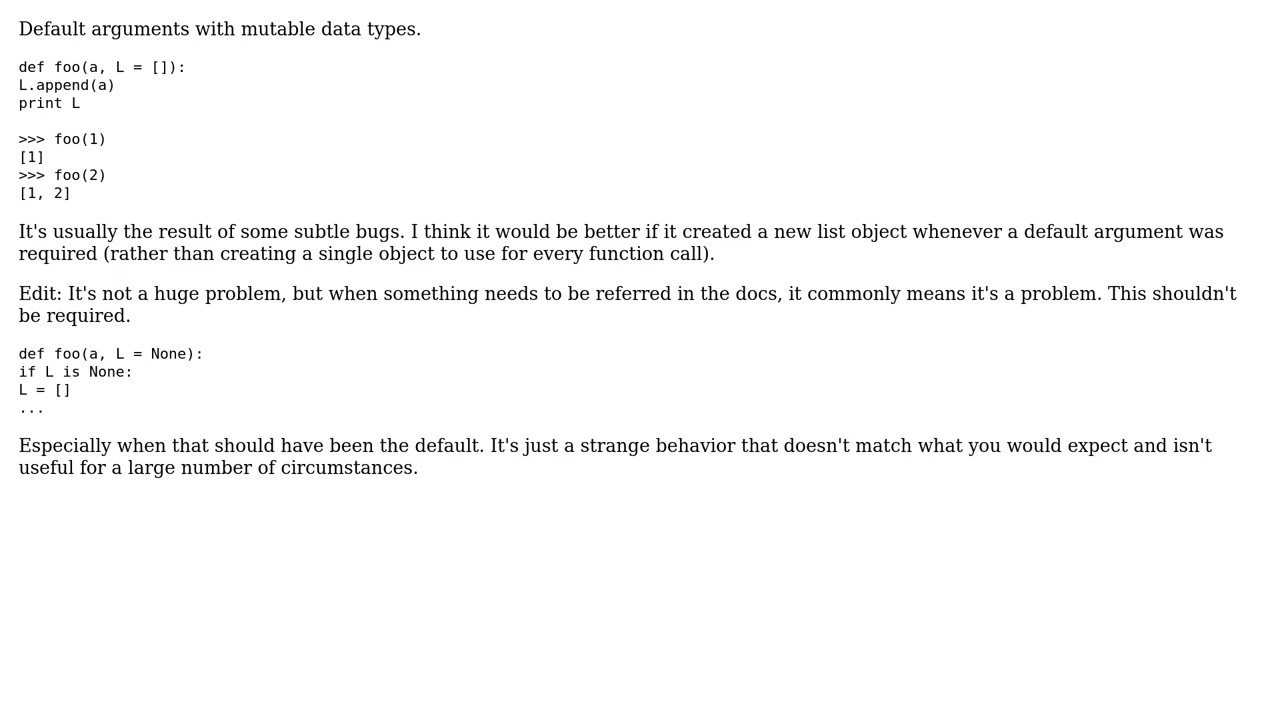 Default arguments with mutable data types.
def foo(a, L = []):
L.append(a)
print L
>>> foo(1)
[1]
>>> foo(2)
[1, 2]
It's usually the result of some subtle bugs. I think it would be better if it created a new list object whenever a default argument was
required (rather than creating a single object to use for every function call).
Edit: It's not a huge problem, but when something needs to be referred in the docs, it commonly means it's a problem. This shouldn't
be required.
def foo(a, L = None):
if L is None:
L = []
...
Especially when that should have been the default. It's just a strange behavior that doesn't match what you would expect and isn't
useful for a large number of circumstances.